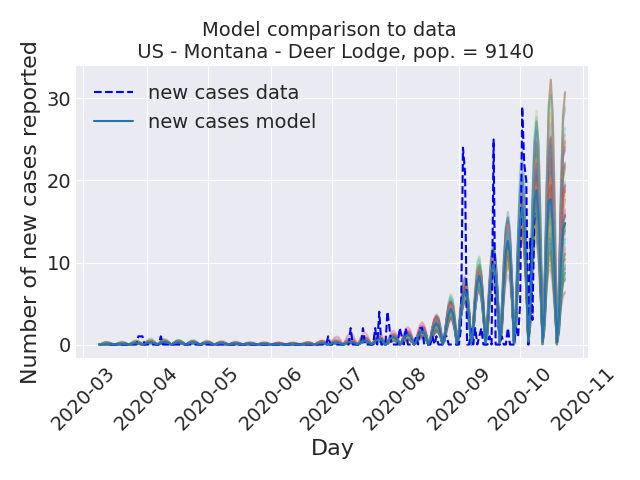 Model comparison to data
US - Montana - Deer Lodge, pop. = 9140
Number of new cases reported
30
20
10
0
new cases data
new cases model
2020-03
2020-04
2020-05
2020-06
2020-07
2020-08
2020-09
2020-10
2020-11
Day